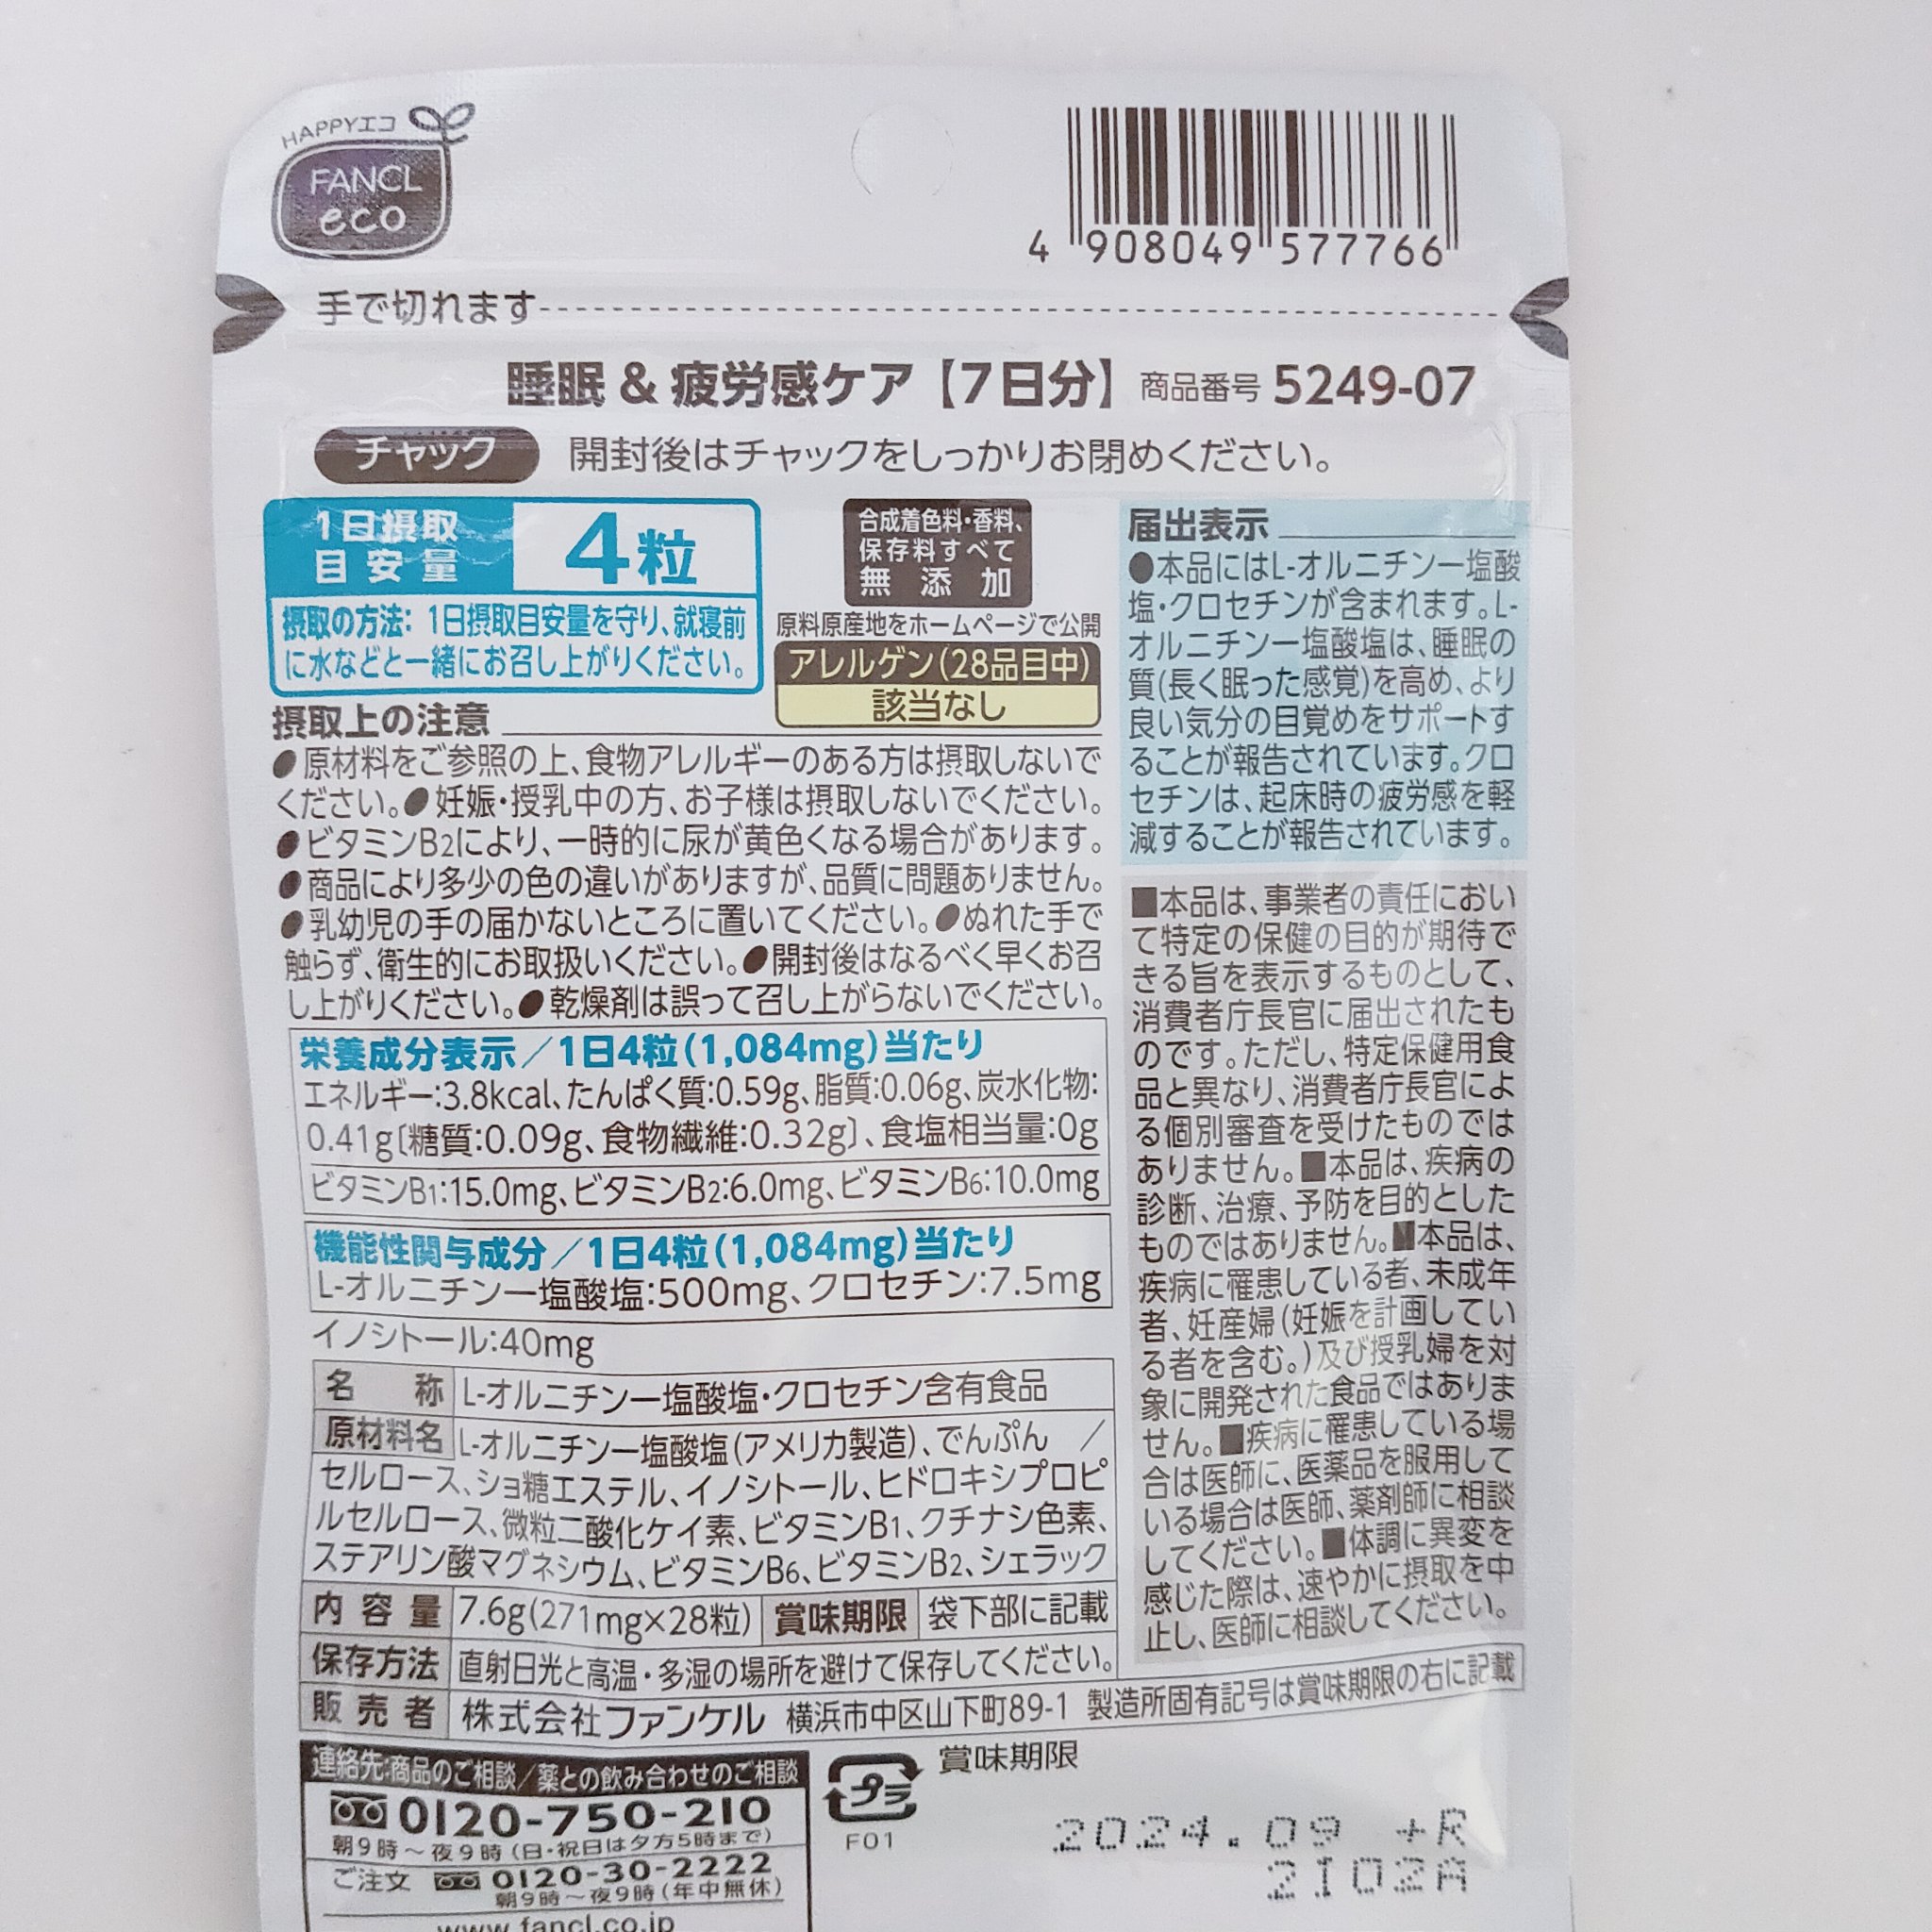 HAPPYエコ
FANCL
eco
4 908049 577766
手で切れます
睡眠 & 疲労感ケア【7日分】 商品番号 5249-07
チャック 開封後はチャックをしっかりお閉めください。
1日摂取
目安量
4粒
摂取の方法: 1日摂取目安量を守り、就寝前
に水などと一緒にお召し上がりください。
合成着色料・香料、
保存料すべて
無添加
原料原産地をホームページで公開
アレルゲン(28品目中)
該当なし
摂取上の注意
●原材料をご参照の上、食物アレルギーのある方は摂取しないで
ください。●妊娠・授乳中の方、お子様は摂取しないでください。
●ビタミンB2により、一時的に尿が黄色くなる場合があります。
●商品により多少の色の違いがありますが、品質に問題ありません。
●乳幼児の手の届かないところに置いてください。●ぬれた手で
触らず、衛生的にお取扱いください。●開封後はなるべく早くお召
し上がりください。●乾燥剤は誤って召し上がらないでください。
栄養成分表示/1日4粒(1,084mg)当たり
エネルギー:3.8kcal、たんぱく質:0.59g、脂質:0.06g、炭水化物:
0.41g〔糖質:0.09g、食物繊維:0.32g〕、食塩相当量:0g
ビタミンB1:15.0mg、ビタミンB2:6.0mg、ビタミンB6:10.0mg
機能性関与成分/1日4粒(1,084mg)当たり
L-オルニチン一塩酸塩:500mg、クロセチン:7.5mg
イノシトール:40mg
名称 L-オルニチン一塩酸塩・クロセチン含有食品
原材料名 L-オルニチン一塩酸塩(アメリカ製造)、でんぷん /
セルロース、ショ糖エステル、イノシトール、ヒドロキシプロピ
ルセルロース、微粒二酸化ケイ素、ビタミンB1、クチナシ色素、
ステアリン酸マグネシウム、ビタミンB6、ビタミンB2、シェラック
内容量 7.6g(271mg×28粒) 賞味期限 袋下部に記載
保存方法 直射日光と高温・多湿の場所を避けて保存してください。
販売者 株式会社ファンケル 横浜市中区山下町89-1 製造所固有記号は賞味期限の右に記載
届出表示
●本品にはL-オルニチン一塩酸
塩・クロセチンが含まれます。L-
オルニチン一塩酸塩は、睡眠の
質(長く眠った感覚)を高め、より
良い気分の目覚めをサポートす
ることが報告されています。クロ
セチンは、起床時の疲労感を軽
減することが報告されています。
■本品は、事業者の責任におい
て特定の保健の目的が期待で
きる旨を表示するものとして、
消費者庁長官に届出されたも
のです。ただし、特定保健用食
品と異なり、消費者庁長官によ
る個別審査を受けたものでは
ありません。■本品は、疾病の
診断、治療、予防を目的とした
ものではありません。■本品は、
疾病に罹患している者、未成年
者、妊産婦(妊娠を計画してい
る者を含む。)及び授乳婦を対
象に開発された食品ではありま
せん。■疾病に罹患している場
合は医師に、医薬品を服用して
いる場合は医師、薬剤師に相談
してください。■体調に異変を
感じた際は、速やかに摂取を中
止し、医師に相談してください。
連絡先:商品のご相談/薬との飲み合わせのご相談
0120-750-210
朝9時～夜9時(日・祝日は夕方5時まで)
ご注文 0120-30-2222
朝9時～夜9時(年中無休)
www.fancl.co.jp
プラ
F01
賞味期限
2024.09 +R
2I02A